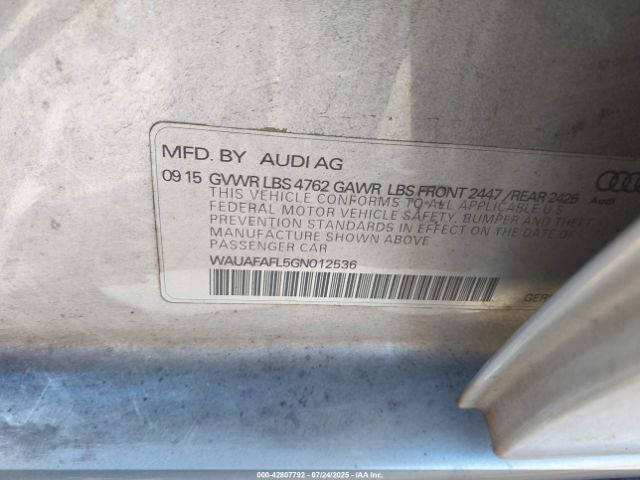 MFD. BY AUDI AG
09 15 GVWR LBS 4762 GAWR LBS FRONT 2447 / REAR 2425
Audi
THIS VEHICLE CONFORMS TO ALL APPLICABLE U.S.
FEDERAL MOTOR VEHICLE SAFETY, BUMPER AND THEFT
PREVENTION STANDARDS IN EFFECT ON THE DATE OF
MANUFACTURE SHOWN ABOVE
PASSENGER CAR
WAUAFAFL5GN012536
GER
000-42807792 - 07/24/2025 - IAA Inc.